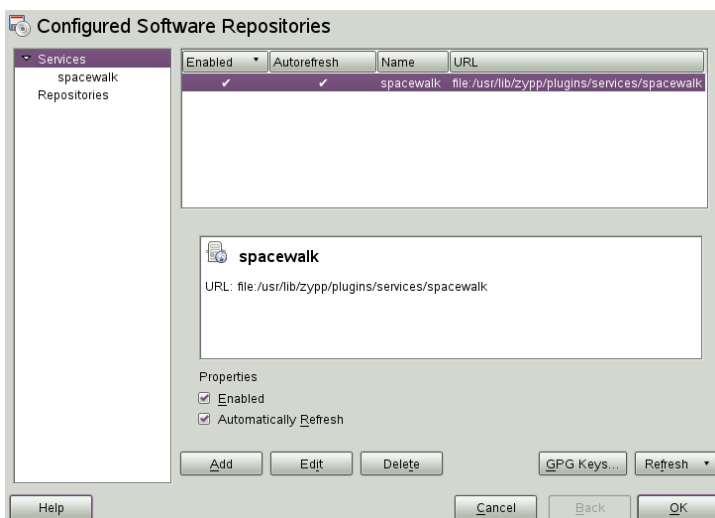 Configured Software Repositories
Services
spacewalk
Repositories
Enabled Autorefresh Name URL
spacewalk file:/usr/lib/zypp/plugins/services/spacewalk
spacewalk
URL: file:/usr/lib/zypp/plugins/services/spacewalk
Properties
Enabled
Automatically Refresh
Add Edit Delete GPG Keys... Refresh
Help Cancel Back OK